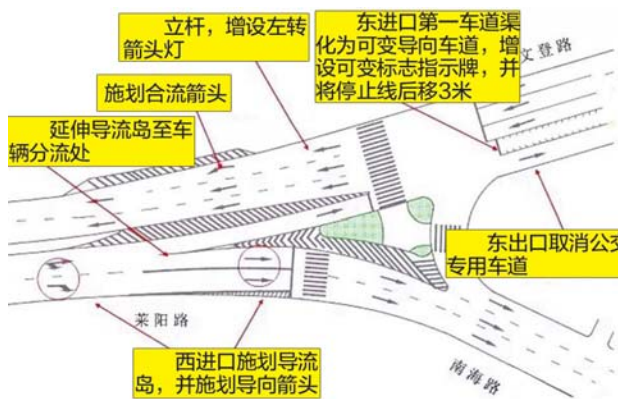 立杆，增设左转
箭头灯
东进口第一车道渠
化为可变导向车道，增
设可变标志指示牌，并
将停止线后移3米
文登路
施划合流箭头
延伸导流岛至车
辆分流处
东出口取消公交
专用车道
莱阳路
西进口施划导流
岛，并施划导向箭头
南海路